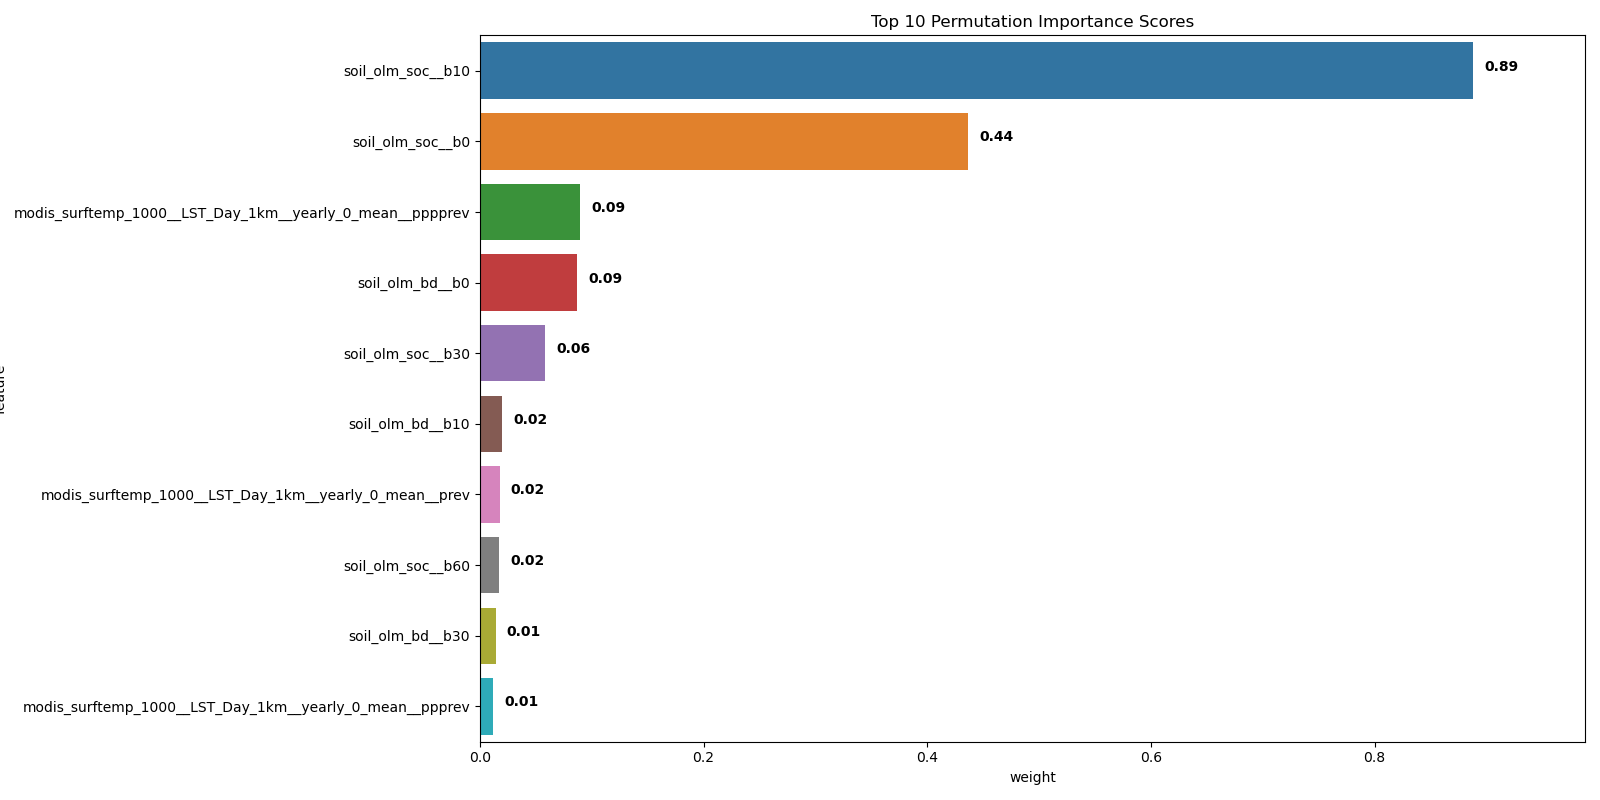 Top 10 Permutation Importance Scores
soil_olm_soc__b10
0.89
soil_olm_soc__b0
0.44
modis_surftemp_1000__LST_Day_1km__yearly_0_mean__pppprev
0.09
soil_olm_bd__b0
0.09
soil_olm_soc__b30
0.06
soil_olm_bd__b10
0.02
modis_surftemp_1000__LST_Day_1km__yearly_0_mean__prev
0.02
soil_olm_soc__b60
0.02
soil_olm_bd__b30
0.01
modis_surftemp_1000__LST_Day_1km__yearly_0_mean__ppprev
0.01
0.0 0.2 0.4 0.6 0.8
weight